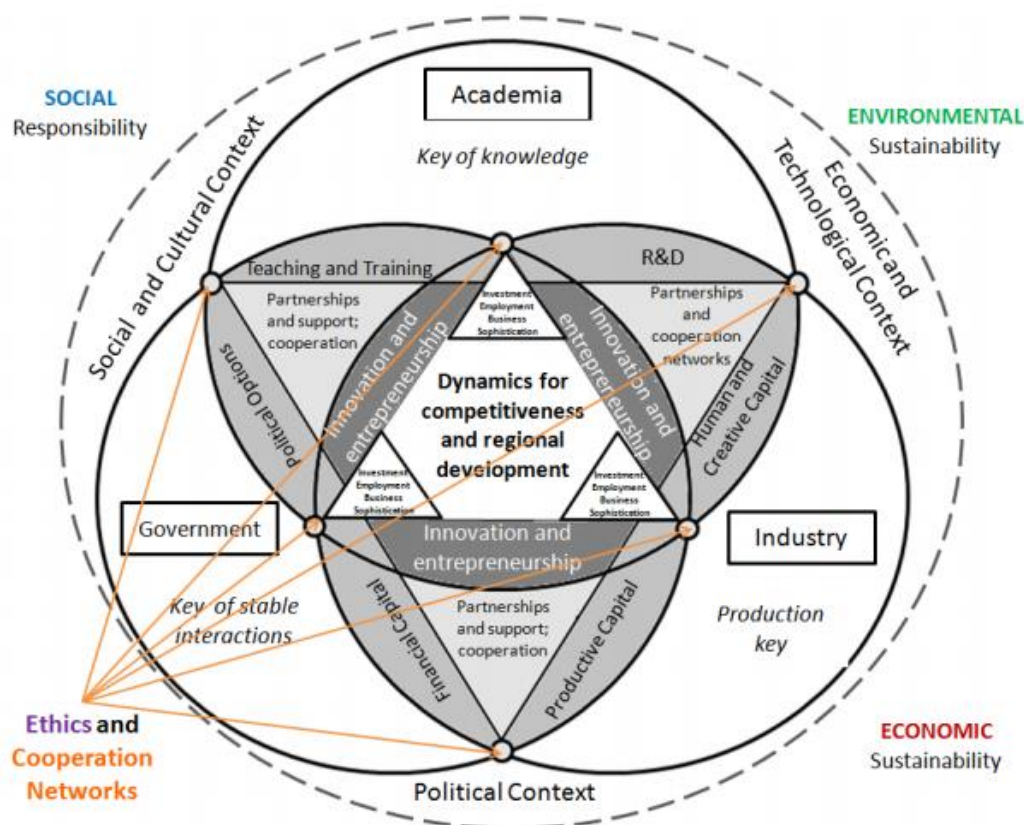 SOCIAL
Responsibility
Academia
Key of knowledge
ENVIRONMENTAL
Sustainability
Social and Cultural Context
Economic and
Technological Context
Teaching and Training
R&D
Partnerships
and support;
cooperation
Partnerships
and
cooperation
networks
Investment
Employment
Business
Sophistication
Innovation and
entrepreneurship
Innovation and
entrepreneurship
Political Options
Human and
Creative Capital
Dynamics for
competitiveness
and regional
development
Investment
Employment
Business
Sophistication
Investment
Employment
Business
Sophistication
Government
Industry
Innovation and
entrepreneurship
Key of stable
interactions
Production
key
Financial Capital
Partnerships
and support;
cooperation
Productive Capital
Ethics and
Cooperation
Networks
ECONOMIC
Sustainability
Political Context